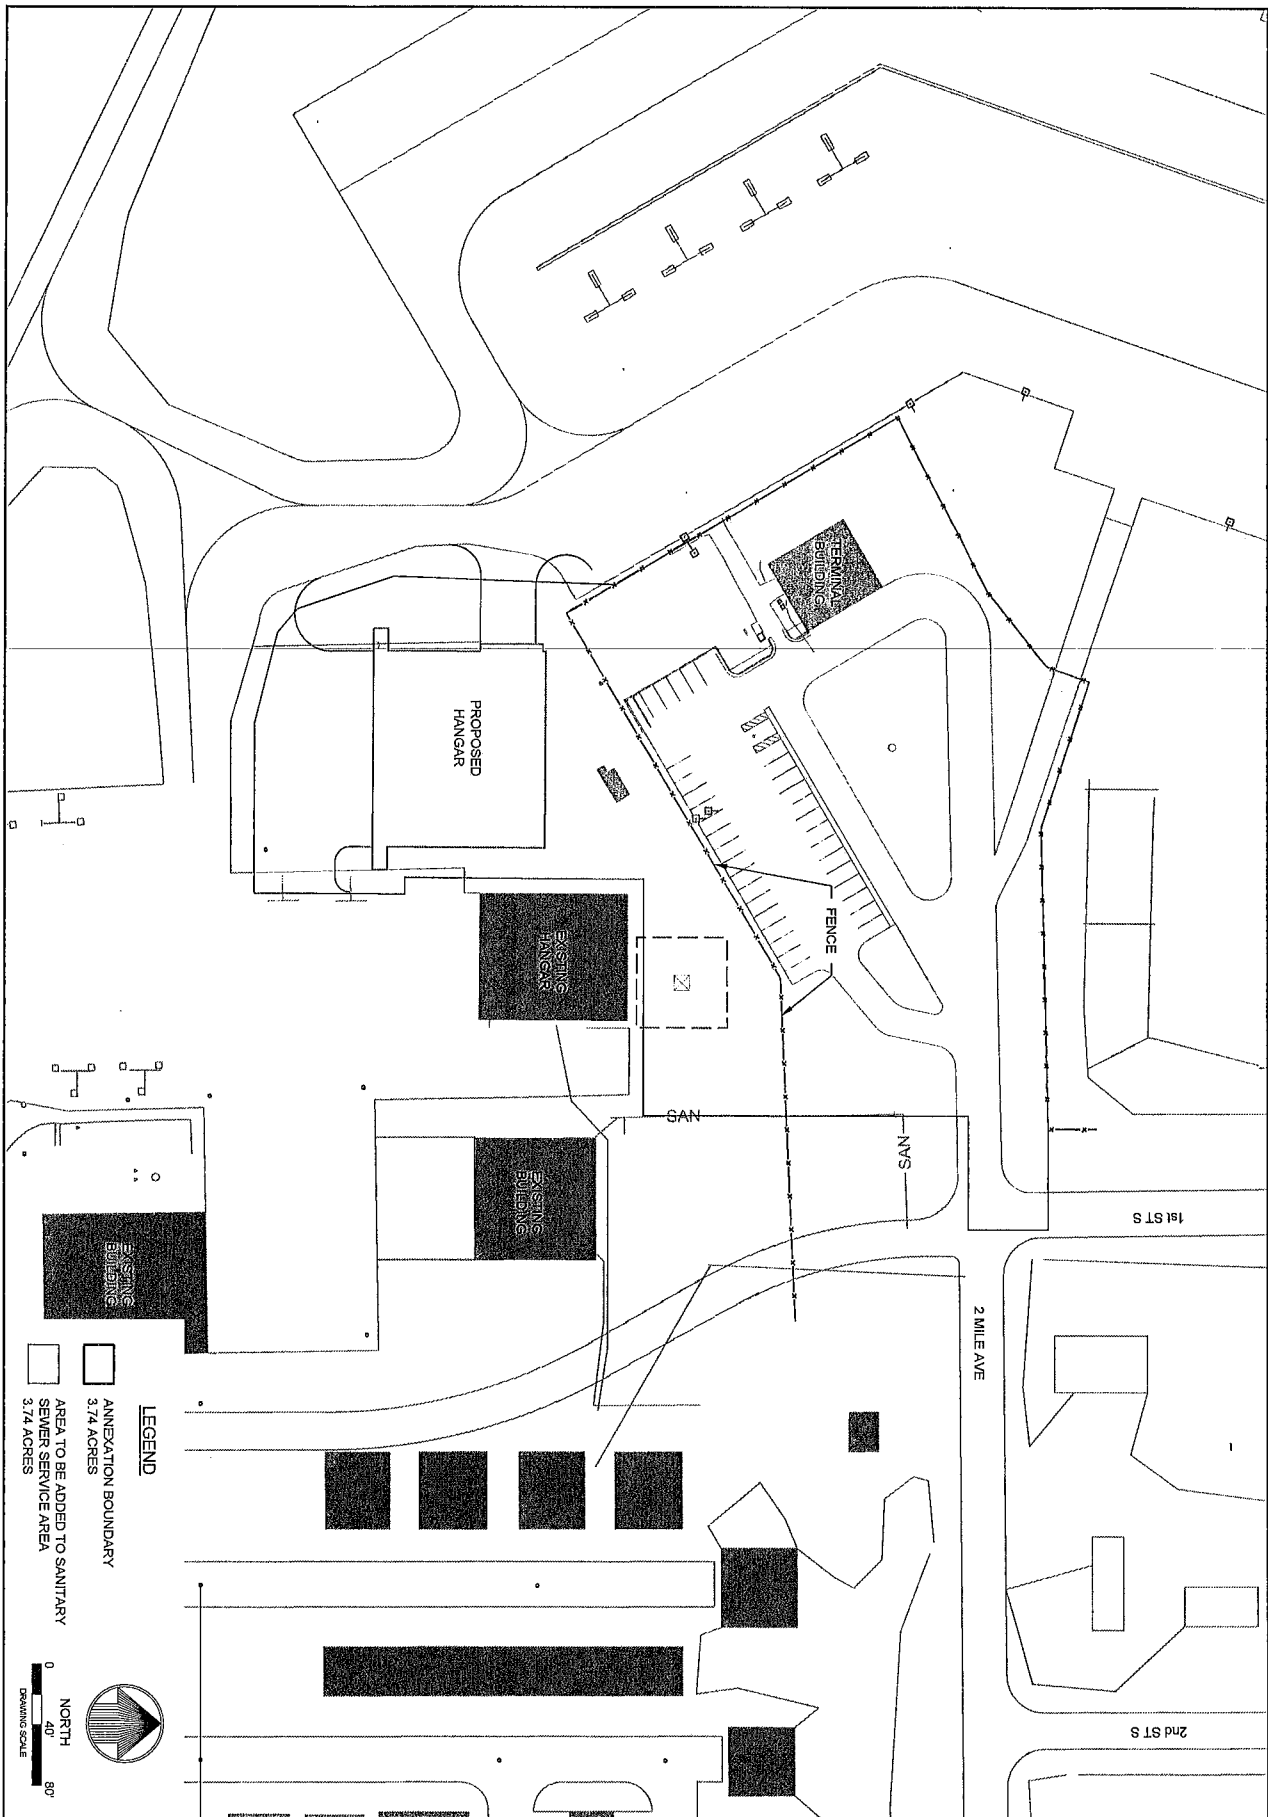 TERMINAL
BUILDING
PROPOSED
HANGAR
FENCE
EXISTING
HANGAR
SAN
SAN
EXISTING
BUILDING
EXISTING
BUILDING
1st ST S
2 MILE AVE
2nd ST S
LEGEND
ANNEXATION BOUNDARY
3.74 ACRES
AREA TO BE ADDED TO SANITARY
SEWER SERVICE AREA
3.74 ACRES
NORTH
0 40' 80'
DRAWING SCALE